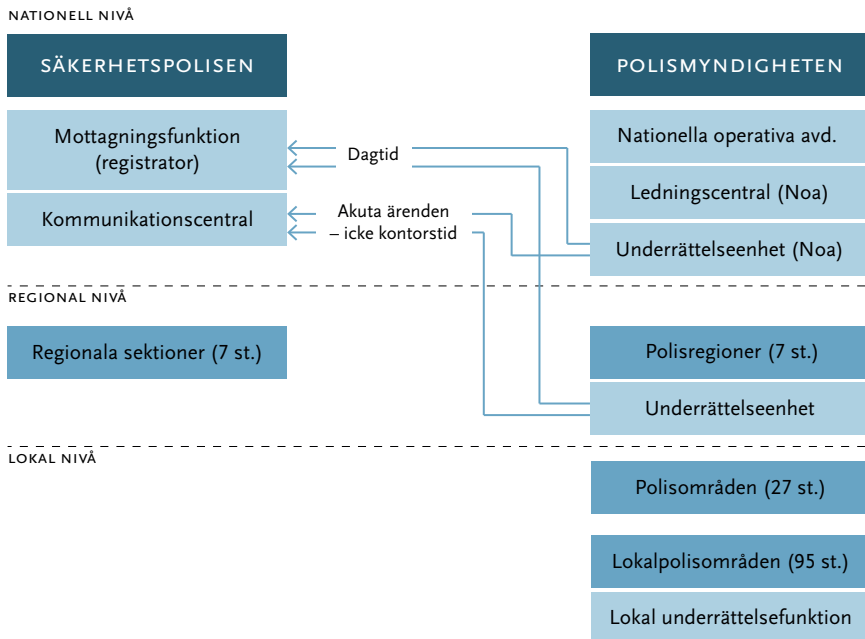 NATIONELL NIVÅ
SÄKERHETSPOLISEN
POLISMYNDIGHETEN
Mottagningsfunktion
(registrator)
Dagtid
Nationella operativa avd.
Ledningscentral (Noa)
Kommunikationscentral
Akuta ärenden
– icke kontorstid
Underrättelseenhet (Noa)
REGIONAL NIVÅ
Regionala sektioner (7 st.)
Polisregioner (7 st.)
Underrättelseenhet
LOKAL NIVÅ
Polisområden (27 st.)
Lokalpolisområden (95 st.)
Lokal underrättelsefunktion